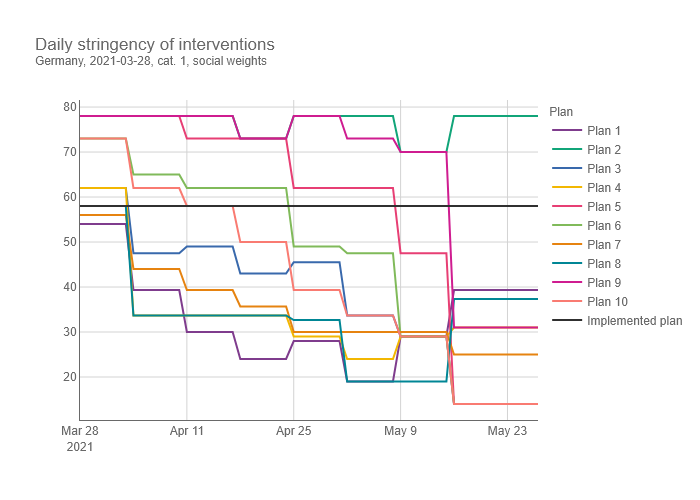 Daily stringency of interventions
Germany, 2021-03-28, cat. 1, social weights
80
70
60
50
40
30
20
Mar 28
2021
Apr 11
Apr 25
May 9
May 23
Plan
Plan 1
Plan 2
Plan 3
Plan 4
Plan 5
Plan 6
Plan 7
Plan 8
Plan 9
Plan 10
Implemented plan